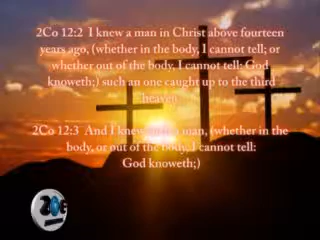 2Co 12:2 I knew a man in Christ above fourteen
years ago, (whether in the body, I cannot tell; or
whether out of the body, I cannot tell: God
knoweth;) such an one caught up to the third
heaven.
2Co 12:3 And I knew such a man, (whether in the
body, or out of the body, I cannot tell:
God knoweth;)